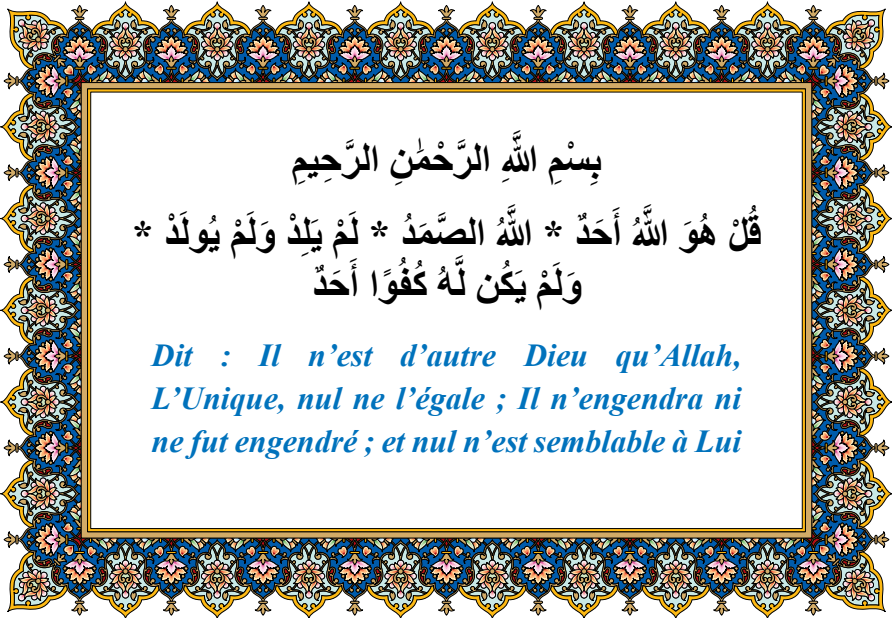 بِسْمِ اللَّهِ الرَّحْمَٰنِ الرَّحِيمِ
قُلْ هُوَ اللَّهُ أَحَدٌ * اللَّهُ الصَّمَدُ * لَمْ يَلِدْ وَلَمْ يُولَدْ *
وَلَمْ يَكُن لَّهُ كُفُوًا أَحَدٌ
Dit : Il n’est d’autre Dieu qu’Allah,
L’Unique, nul ne l’égale ; Il n’engendra ni
ne fut engendré ; et nul n’est semblable à Lui